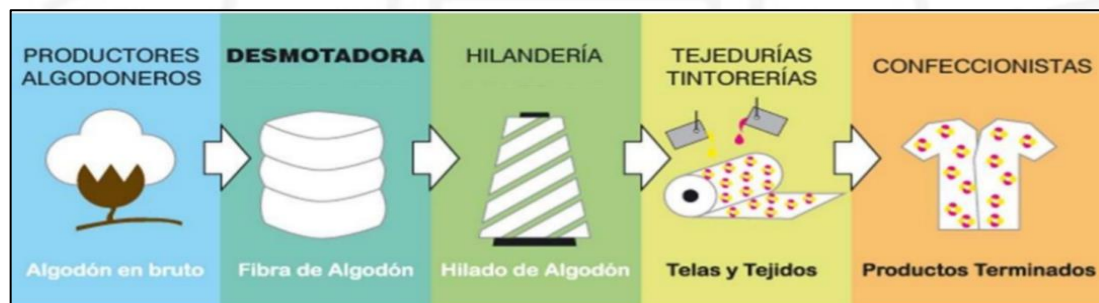 PRODUCTORES
ALGODONEROS
DESMOTADORA
HILANDERÍA
TEJEDURÍAS
TINTORERÍAS
CONFECCIONISTAS
Algodón en bruto
Fibra de Algodón
Hilado de Algodón
Telas y Tejidos
Productos Terminados